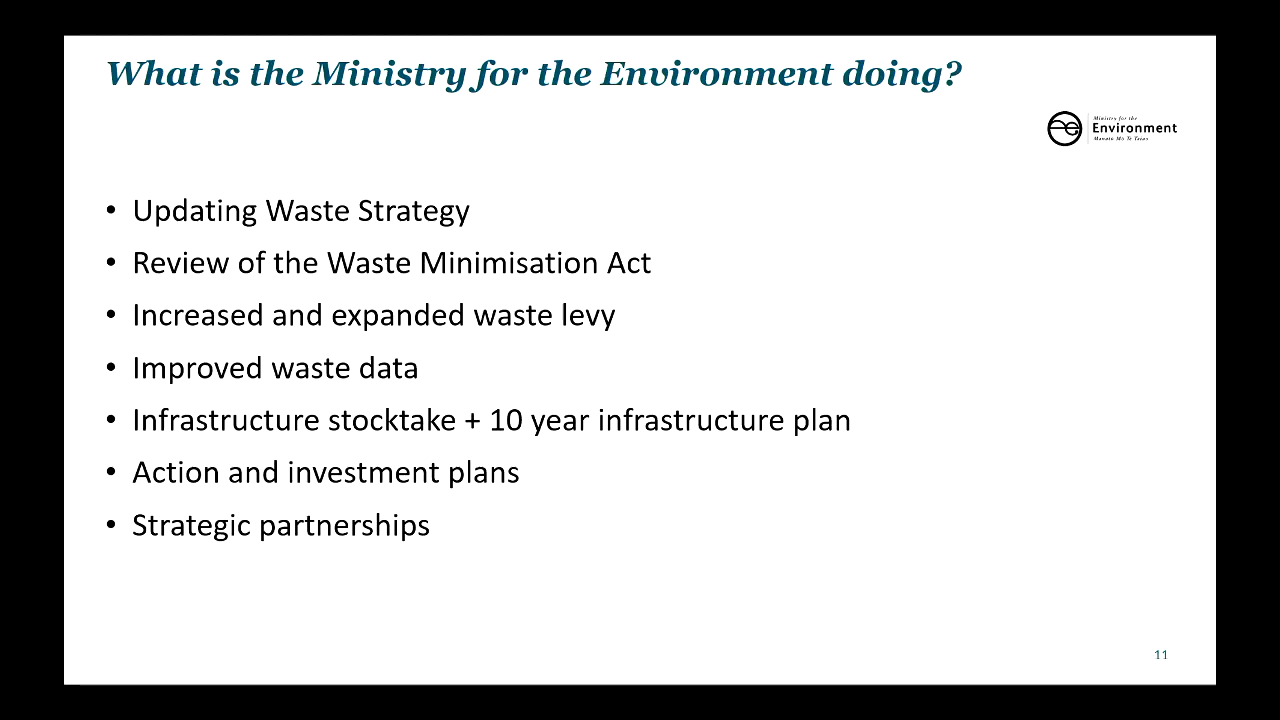 What is the Ministry for the Environment doing?
Ministry for the
Environment
Manatū Mō Te Taiao
• Updating Waste Strategy
• Review of the Waste Minimisation Act
• Increased and expanded waste levy
• Improved waste data
• Infrastructure stocktake + 10 year infrastructure plan
• Action and investment plans
• Strategic partnerships
11